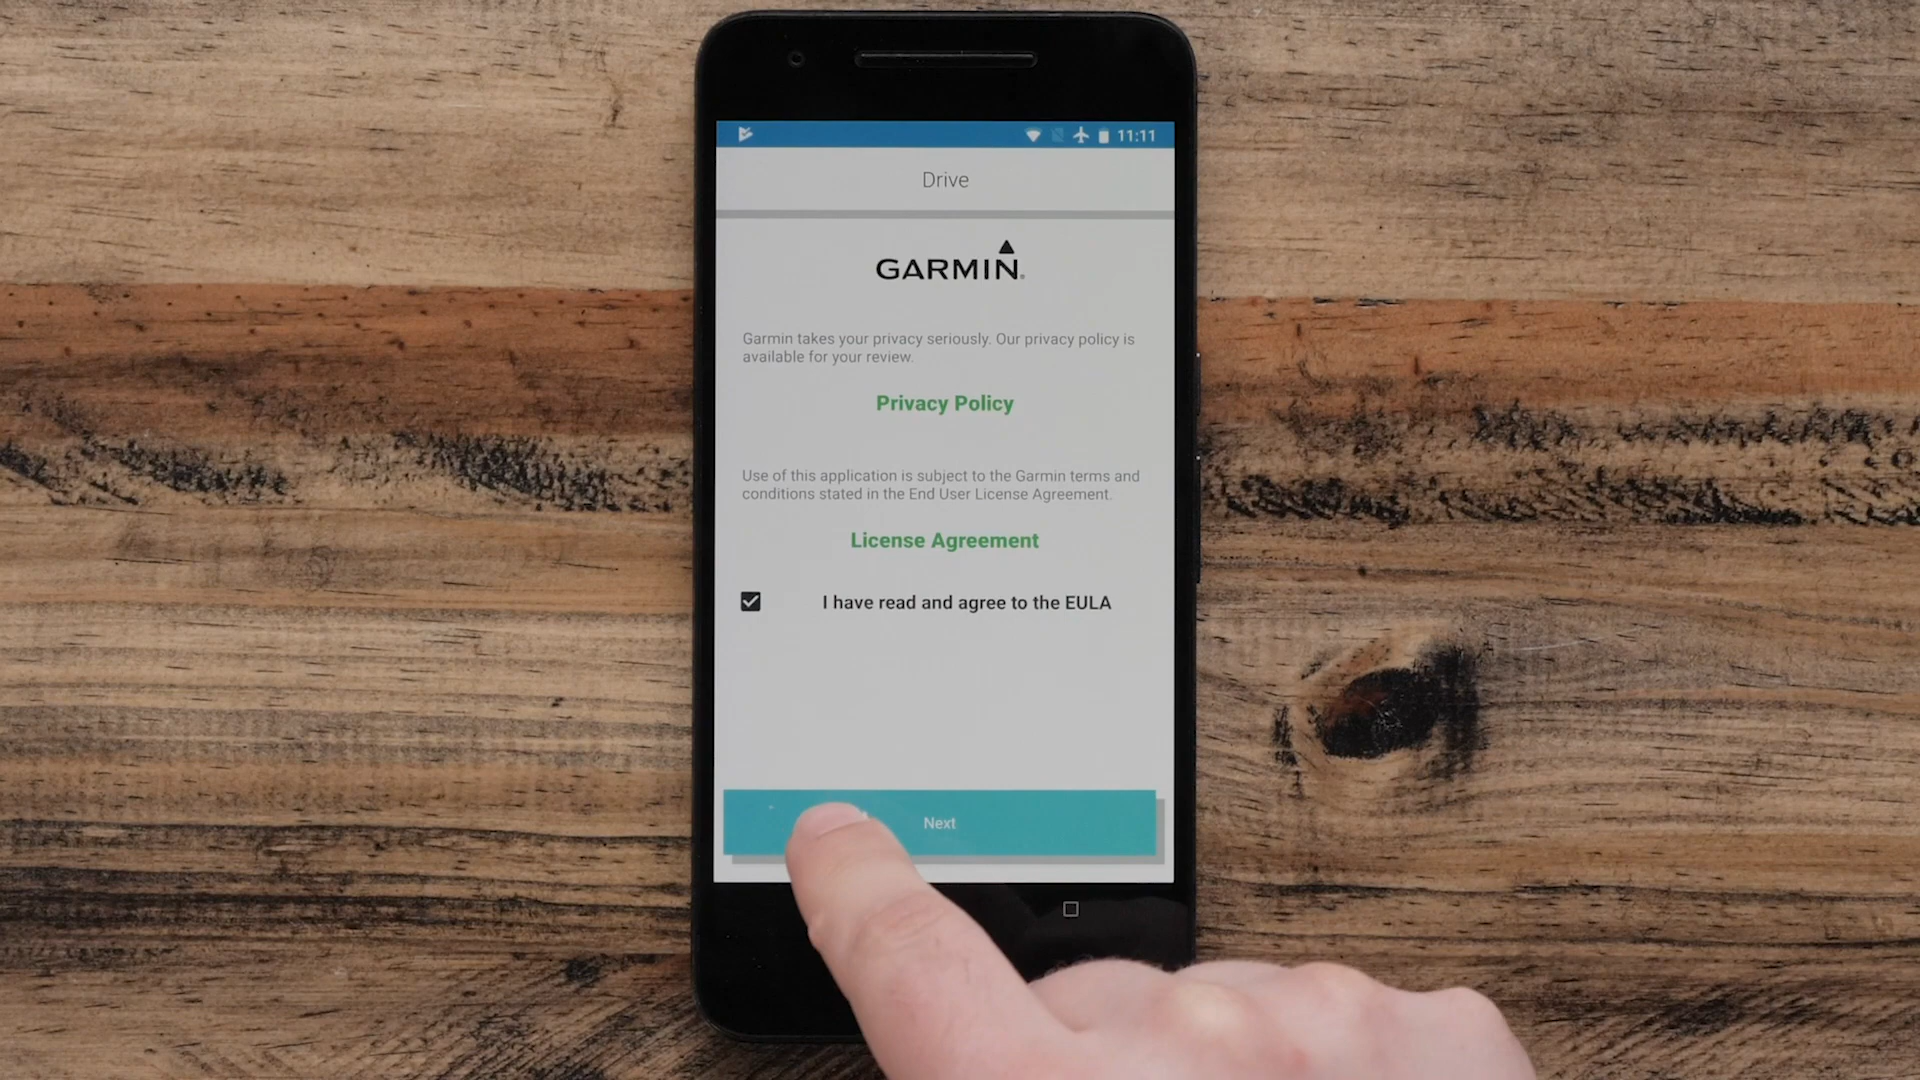 11:11
Drive
GARMIN
Garmin takes your privacy seriously. Our privacy policy is
available for your review.
Privacy Policy
Use of this application is subject to the Garmin terms and
conditions stated in the End User License Agreement.
License Agreement
I have read and agree to the EULA
Next